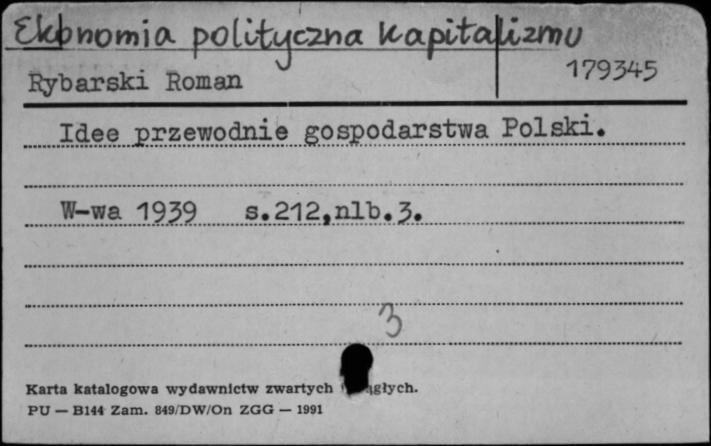 Ekonomia polityczna kapitalizmu
179345
Rybarski Roman
Idee przewodnie gospodarstwa Polski.
W-wa 1939 s.212,nlb.3.
3
Karta katalogowa wydawnictw zwartych
PU — B144 Zam. 849/DW/On ZGG — 1991